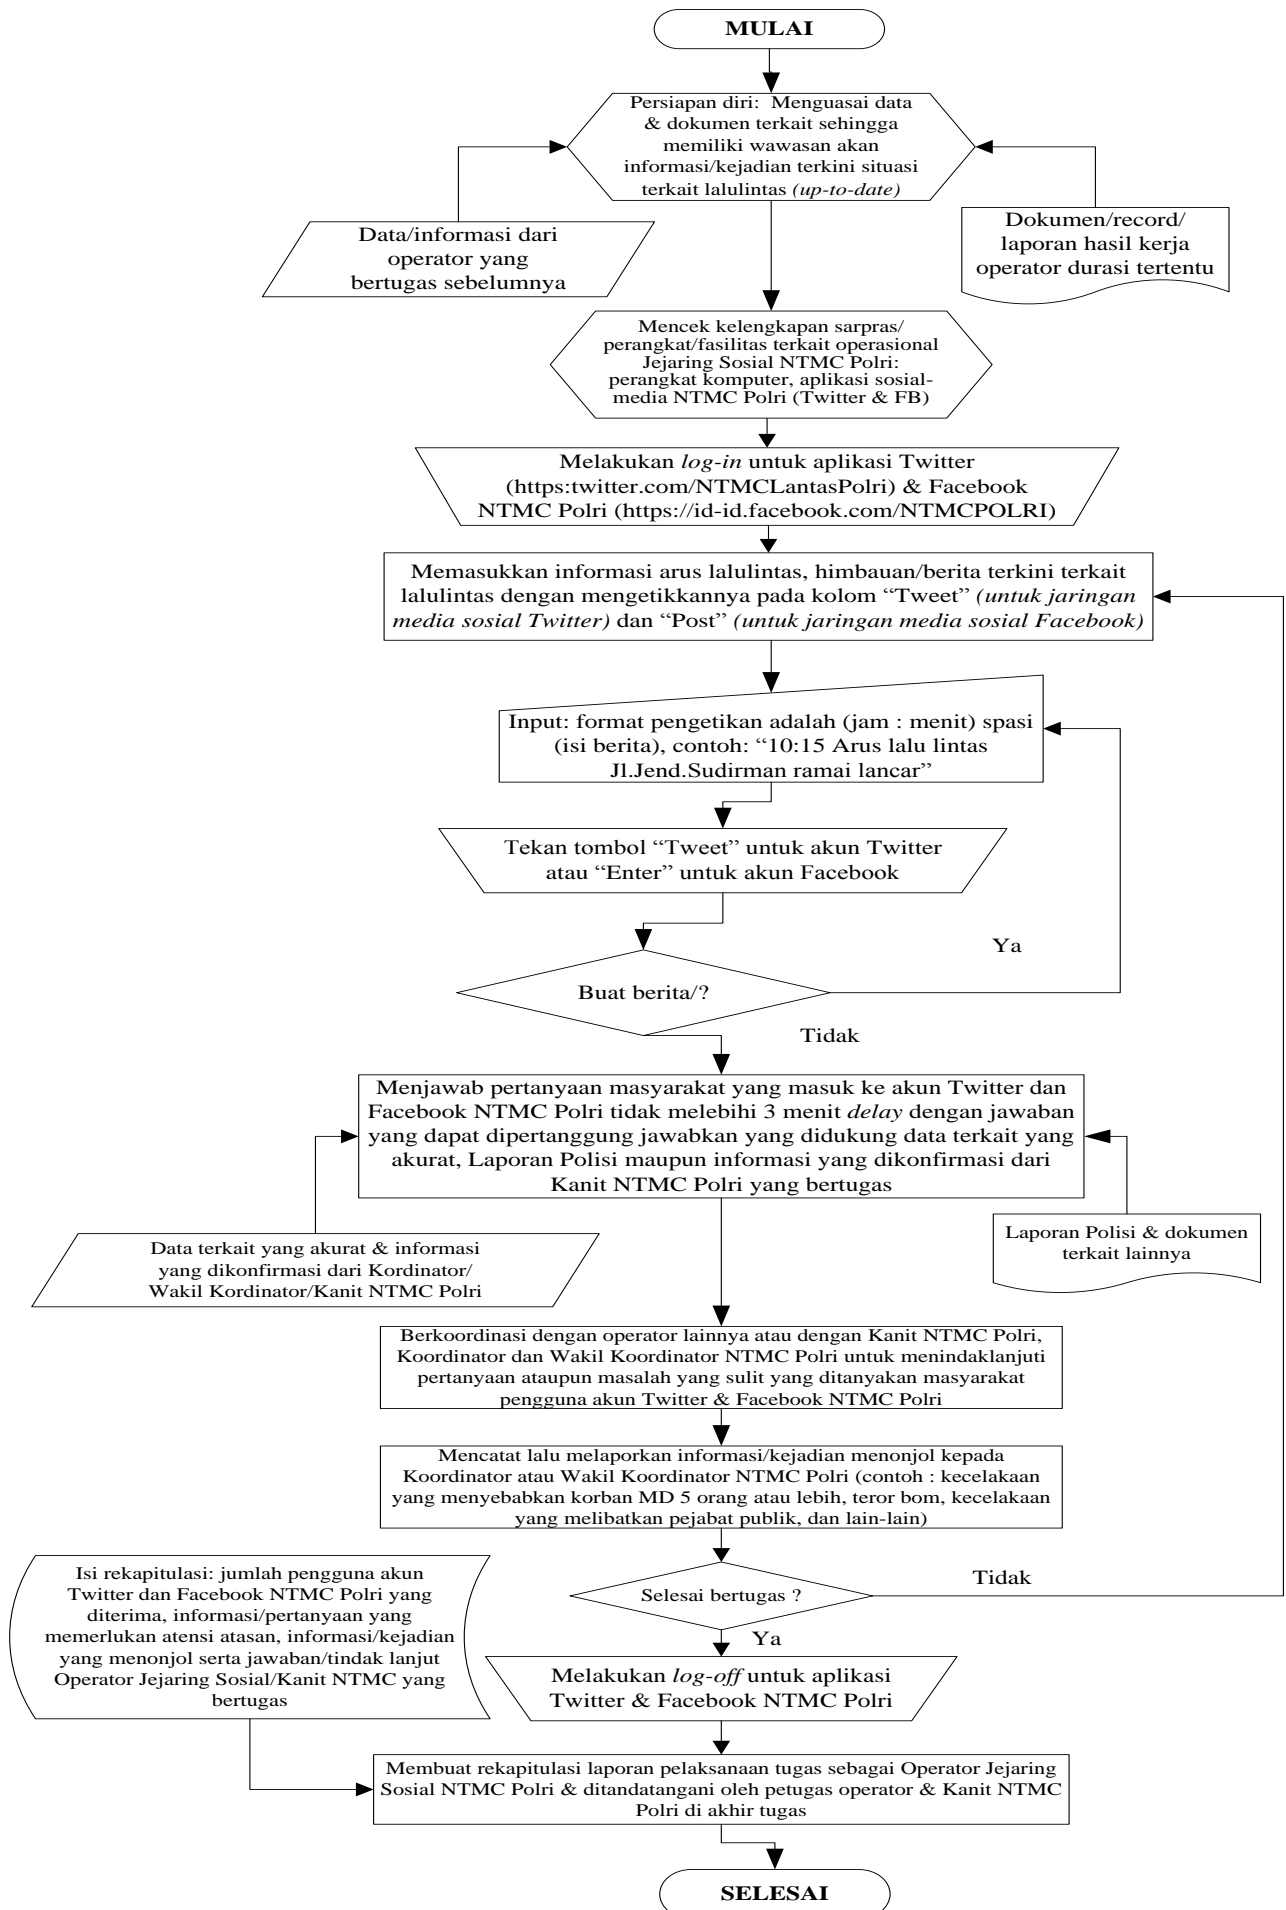 MULAI
Persiapan diri:  Menguasai data
& dokumen terkait sehingga
memiliki wawasan akan
informasi/kejadian terkini situasi
terkait lalulintas (up-to-date)
Data/informasi dari
operator yang
bertugas sebelumnya
Dokumen/record/
laporan hasil kerja
operator durasi tertentu
Mencek kelengkapan sarpras/
perangkat/fasilitas terkait operasional
Jejaring Sosial NTMC Polri:
perangkat komputer, aplikasi sosial-
media NTMC Polri (Twitter & FB)
Melakukan log-in untuk aplikasi Twitter
(https:twitter.com/NTMCLantasPolri) & Facebook
NTMC Polri (https://id-id.facebook.com/NTMCPOLRI)
Memasukkan informasi arus lalulintas, himbauan/berita terkini terkait
lalulintas dengan mengetikkannya pada kolom “Tweet” (untuk jaringan
media sosial Twitter) dan “Post” (untuk jaringan media sosial Facebook)
Input: format pengetikan adalah (jam : menit) spasi
(isi berita), contoh: “10:15 Arus lalu lintas
Jl.Jend.Sudirman ramai lancar”
Tekan tombol “Tweet” untuk akun Twitter
atau “Enter” untuk akun Facebook
Ya
Buat berita/?
Tidak
Menjawab pertanyaan masyarakat yang masuk ke akun Twitter dan
Facebook NTMC Polri tidak melebihi 3 menit delay dengan jawaban
yang dapat dipertanggung jawabkan yang didukung data terkait yang
akurat, Laporan Polisi maupun informasi yang dikonfirmasi dari
Kanit NTMC Polri yang bertugas
Data terkait yang akurat & informasi
yang dikonfirmasi dari Kordinator/
Wakil Kordinator/Kanit NTMC Polri
Laporan Polisi & dokumen
terkait lainnya
Berkoordinasi dengan operator lainnya atau dengan Kanit NTMC Polri,
Koordinator dan Wakil Koordinator NTMC Polri untuk menindaklanjuti
pertanyaan ataupun masalah yang sulit yang ditanyakan masyarakat
pengguna akun Twitter & Facebook NTMC Polri
Mencatat lalu melaporkan informasi/kejadian menonjol kepada
Koordinator atau Wakil Koordinator NTMC Polri (contoh : kecelakaan
yang menyebabkan korban MD 5 orang atau lebih, teror bom, kecelakaan
yang melibatkan pejabat publik, dan lain-lain)
Isi rekapitulasi: jumlah pengguna akun
Twitter dan Facebook NTMC Polri yang
diterima, informasi/pertanyaan yang
memerlukan atensi atasan, informasi/kejadian
yang menonjol serta jawaban/tindak lanjut
Operator Jejaring Sosial/Kanit NTMC yang
bertugas
Selesai bertugas ?
Tidak
Ya
Melakukan log-off untuk aplikasi
Twitter & Facebook NTMC Polri
Membuat rekapitulasi laporan pelaksanaan tugas sebagai Operator Jejaring
Sosial NTMC Polri & ditandatangani oleh petugas operator & Kanit NTMC
Polri di akhir tugas
SELESAI